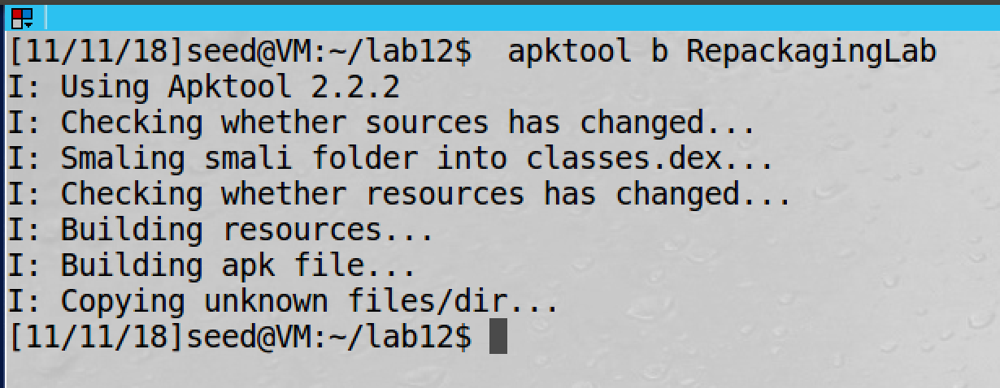 [11/11/18]seed@VM:~/lab12$  apktool b RepackagingLab
I: Using Apktool 2.2.2
I: Checking whether sources has changed...
I: Smaling smali folder into classes.dex...
I: Checking whether resources has changed...
I: Building resources...
I: Building apk file...
I: Copying unknown files/dir...
[11/11/18]seed@VM:~/lab12$